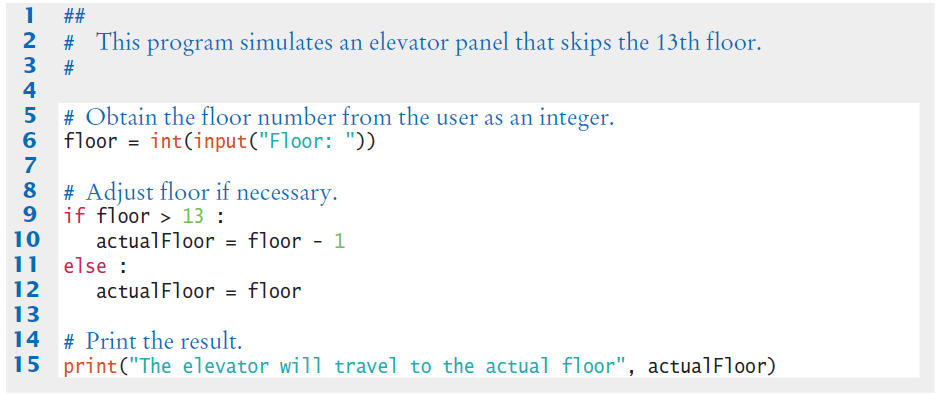 1 ##
2 # This program simulates an elevator panel that skips the 13th floor.
3 #
4
5 # Obtain the floor number from the user as an integer.
6 floor = int(input("Floor: "))
7
8 # Adjust floor if necessary.
9 if floor > 13 :
10    actualFloor = floor - 1
11 else :
12    actualFloor = floor
13
14 # Print the result.
15 print("The elevator will travel to the actual floor", actualFloor)